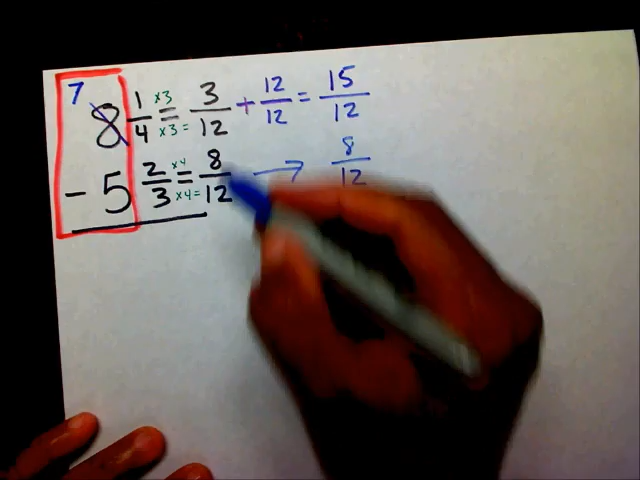 7
8 1/4 ×3 ×3 = 3/12 + 12/12 = 15/12
- 5 2/3 ×4 ×4 = 8/12 → 8/12